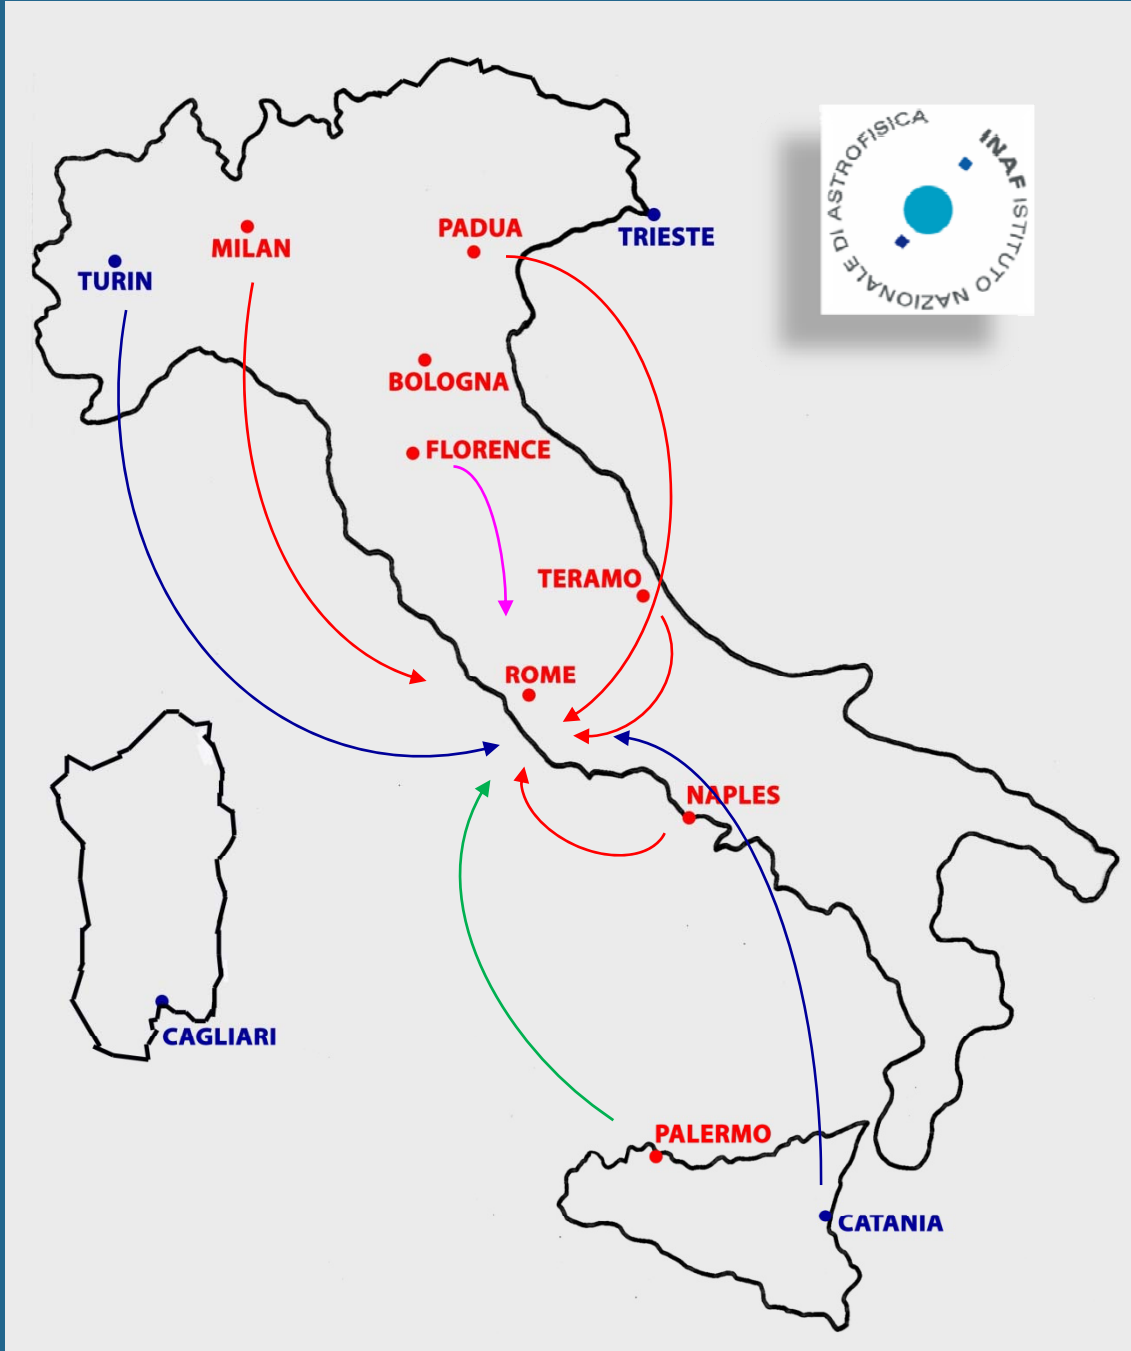 INAF ISTITUTO NAZIONALE DI ASTROFISICA
TRIESTE
PADUA
MILAN
TURIN
BOLOGNA
FLORENCE
TERAMO
ROME
NAPLES
CAGLIARI
PALERMO
CATANIA